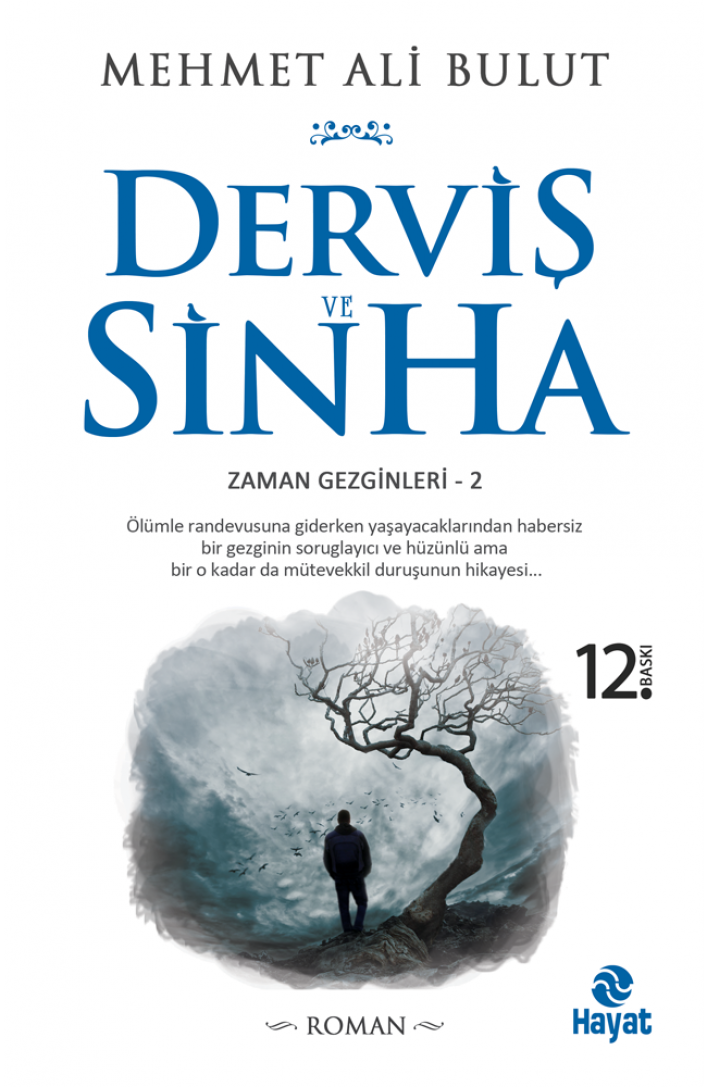 MEHMET ALİ BULUT
DERVİŞ
VE
SİNHA
ZAMAN GEZGİNLERİ - 2
Ölümle randevusuna giderken yaşayacaklarından habersiz
bir gezginin soruglayıcı ve hüzünlü ama
bir o kadar da mütevekkil duruşunun hikayesi...
12.
BASKI
ROMAN
Hayat